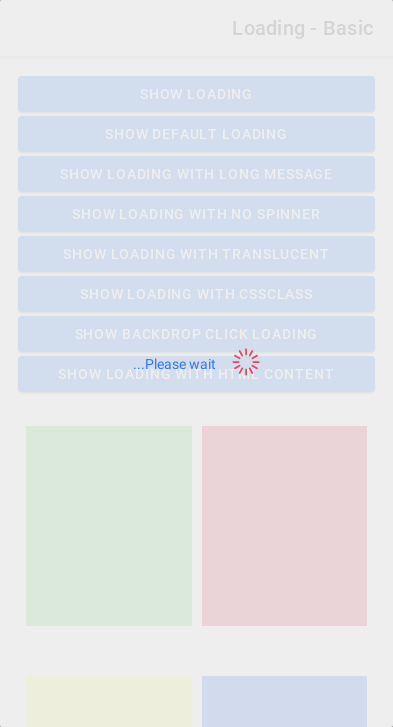 Loading - Basic
SHOW LOADING
SHOW DEFAULT LOADING
SHOW LOADING WITH LONG MESSAGE
SHOW LOADING WITH NO SPINNER
SHOW LOADING WITH TRANSLUCENT
SHOW LOADING WITH CSSCLASS
SHOW BACKDROP CLICK LOADING
...Please wait
SHOW LOADING WITH HTML CONTENT